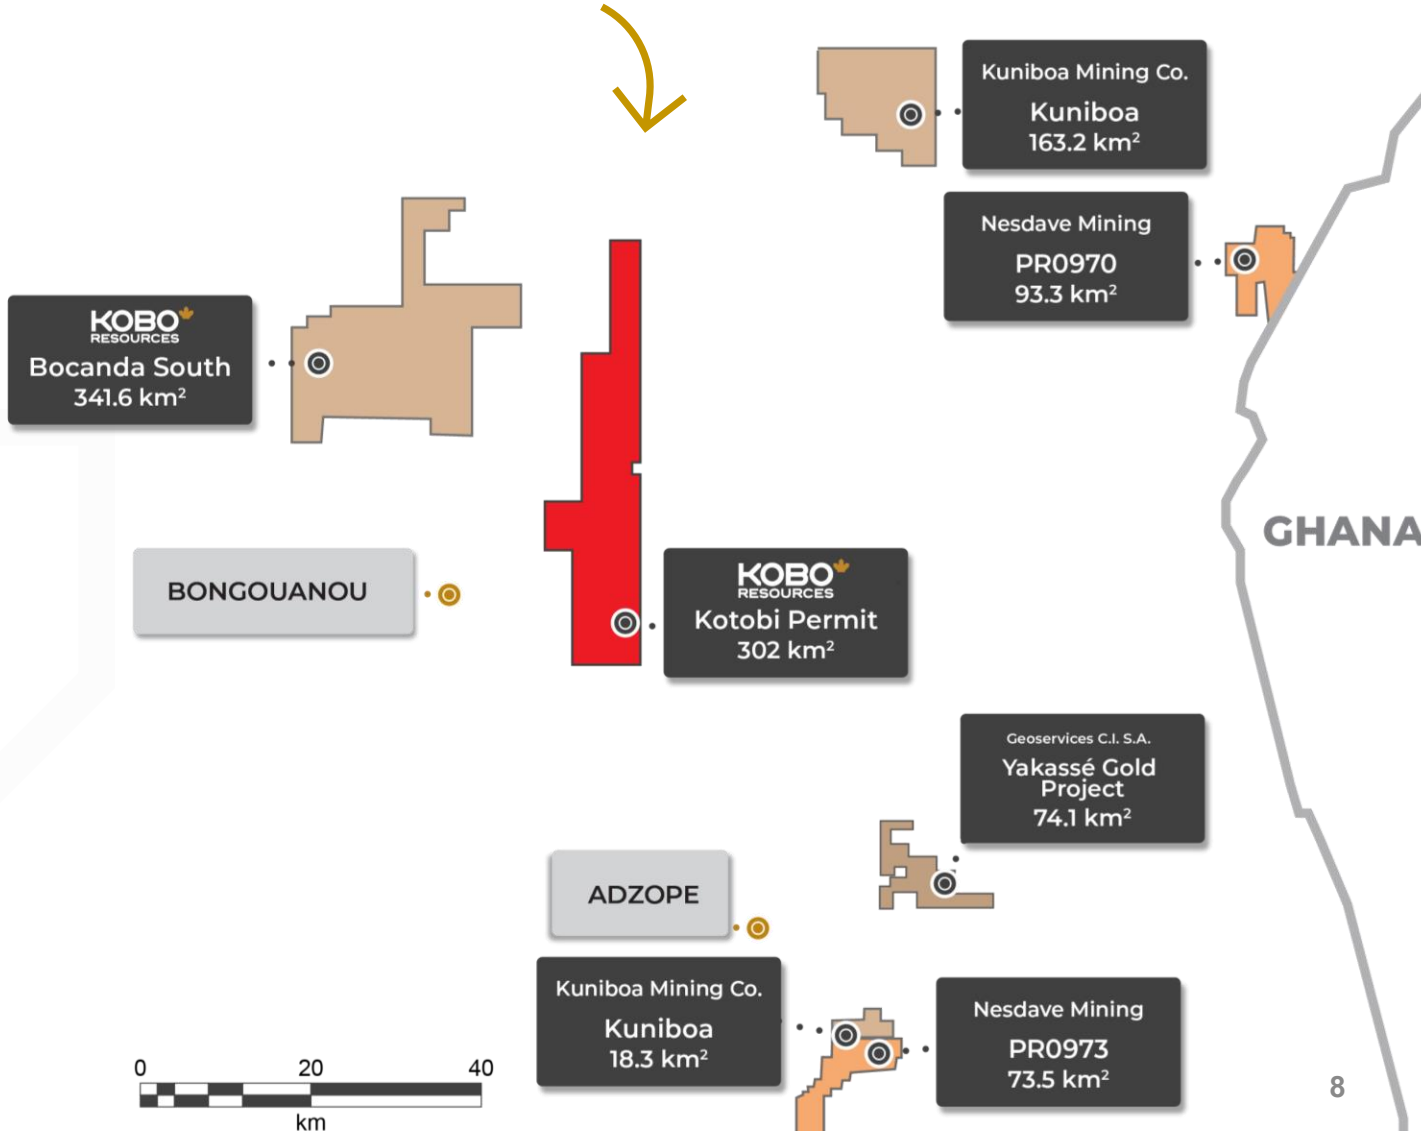 Kuniboa Mining Co.
Kuniboa
163.2 km²
Nesdave Mining
PR0970
93.3 km²
KOBO
RESOURCES
Bocanda South
341.6 km²
GHANA
BONGOUANOU
KOBO
RESOURCES
Kotobi Permit
302 km²
Geoservices C.I. S.A.
Yakassé Gold
Project
74.1 km²
ADZOPE
Kuniboa Mining Co.
Kuniboa
18.3 km²
Nesdave Mining
PR0973
73.5 km²
0 20 40
km
8